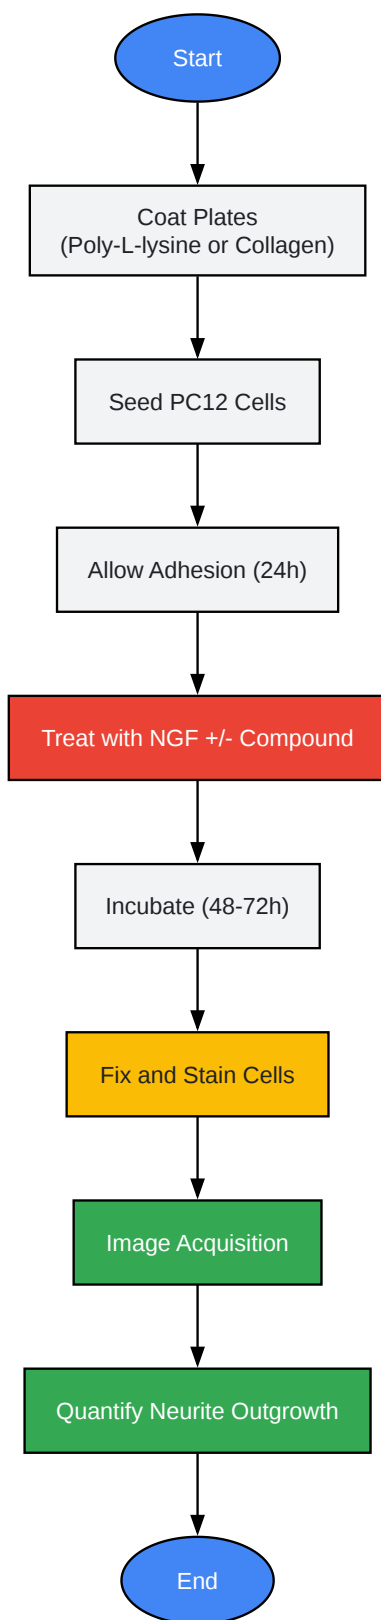 Start
Coat Plates
(Poly-L-lysine or Collagen)
Seed PC12 Cells
Allow Adhesion (24h)
Treat with NGF +/- Compound
Incubate (48-72h)
Fix and Stain Cells
Image Acquisition
Quantify Neurite Outgrowth
End